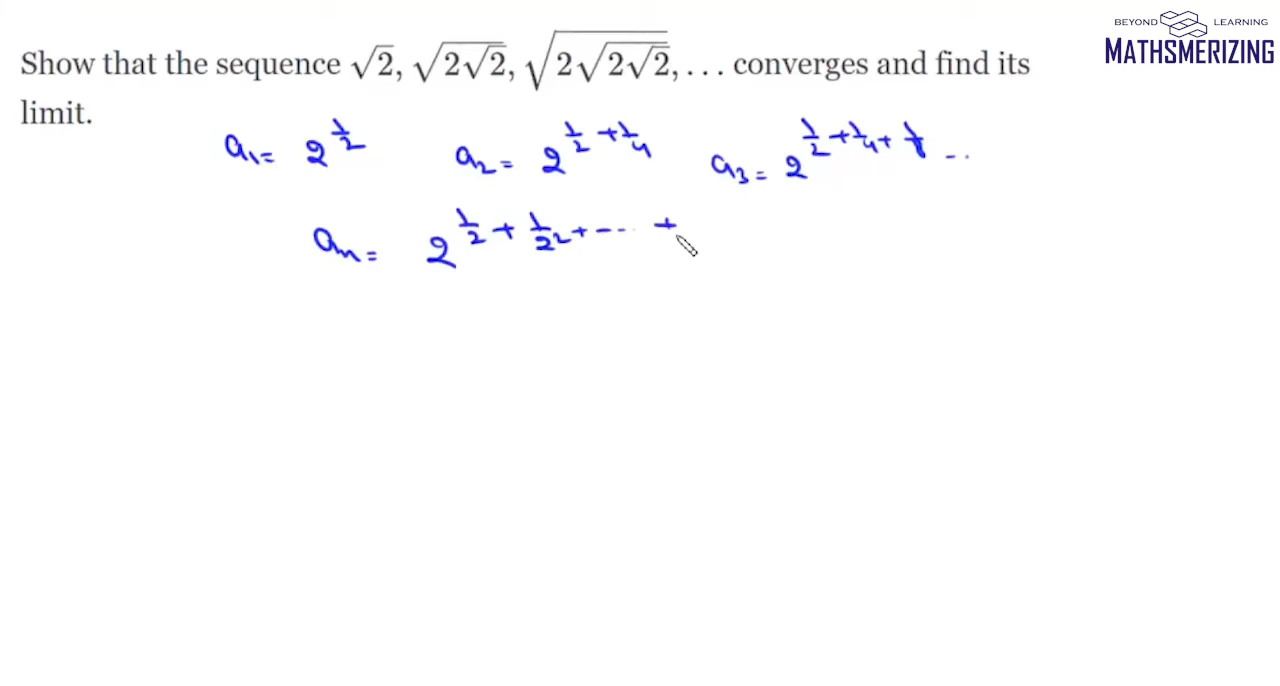 BEYOND LEARNING
MATHSMERIZING
Show that the sequence √2, √(2√2), √(2√(2√2)), ... converges and find its
limit.
a₁ = 2^(1/2) a₂ = 2^(1/2 + 1/4) a₃ = 2^(1/2 + 1/4 + 1/8) ...
aₙ = 2^(1/2 + 1/2² + ... +